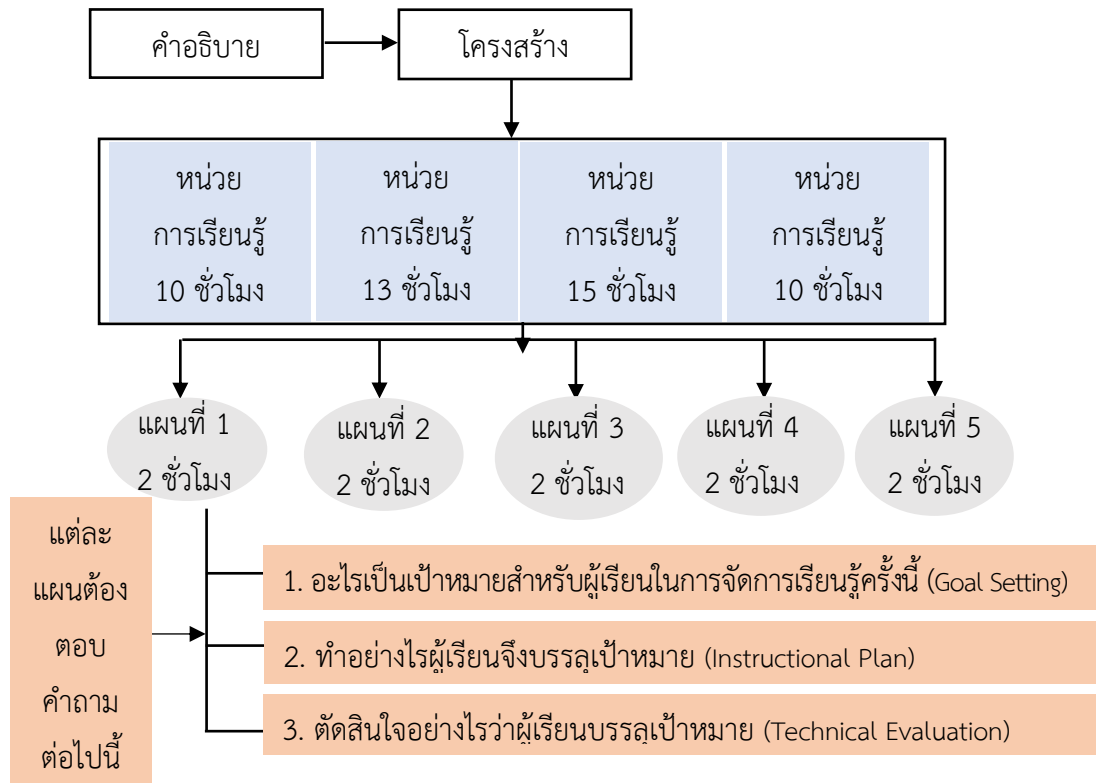 คำอธิบาย
โครงสร้าง
หน่วย
การเรียนรู้
10 ชั่วโมง
หน่วย
การเรียนรู้
13 ชั่วโมง
หน่วย
การเรียนรู้
15 ชั่วโมง
หน่วย
การเรียนรู้
10 ชั่วโมง
แผนที่ 1
2 ชั่วโมง
แผนที่ 2
2 ชั่วโมง
แผนที่ 3
2 ชั่วโมง
แผนที่ 4
2 ชั่วโมง
แผนที่ 5
2 ชั่วโมง
แต่ละ
แผนต้อง
ตอบ
คำถาม
ต่อไปนี้
1. อะไรเป็นเป้าหมายสำหรับผู้เรียนในการจัดการเรียนรู้ครั้งนี้ (Goal Setting)
2. ทำอย่างไรผู้เรียนจึงบรรลุเป้าหมาย (Instructional Plan)
3. ตัดสินใจอย่างไรว่าผู้เรียนบรรลุเป้าหมาย (Technical Evaluation)